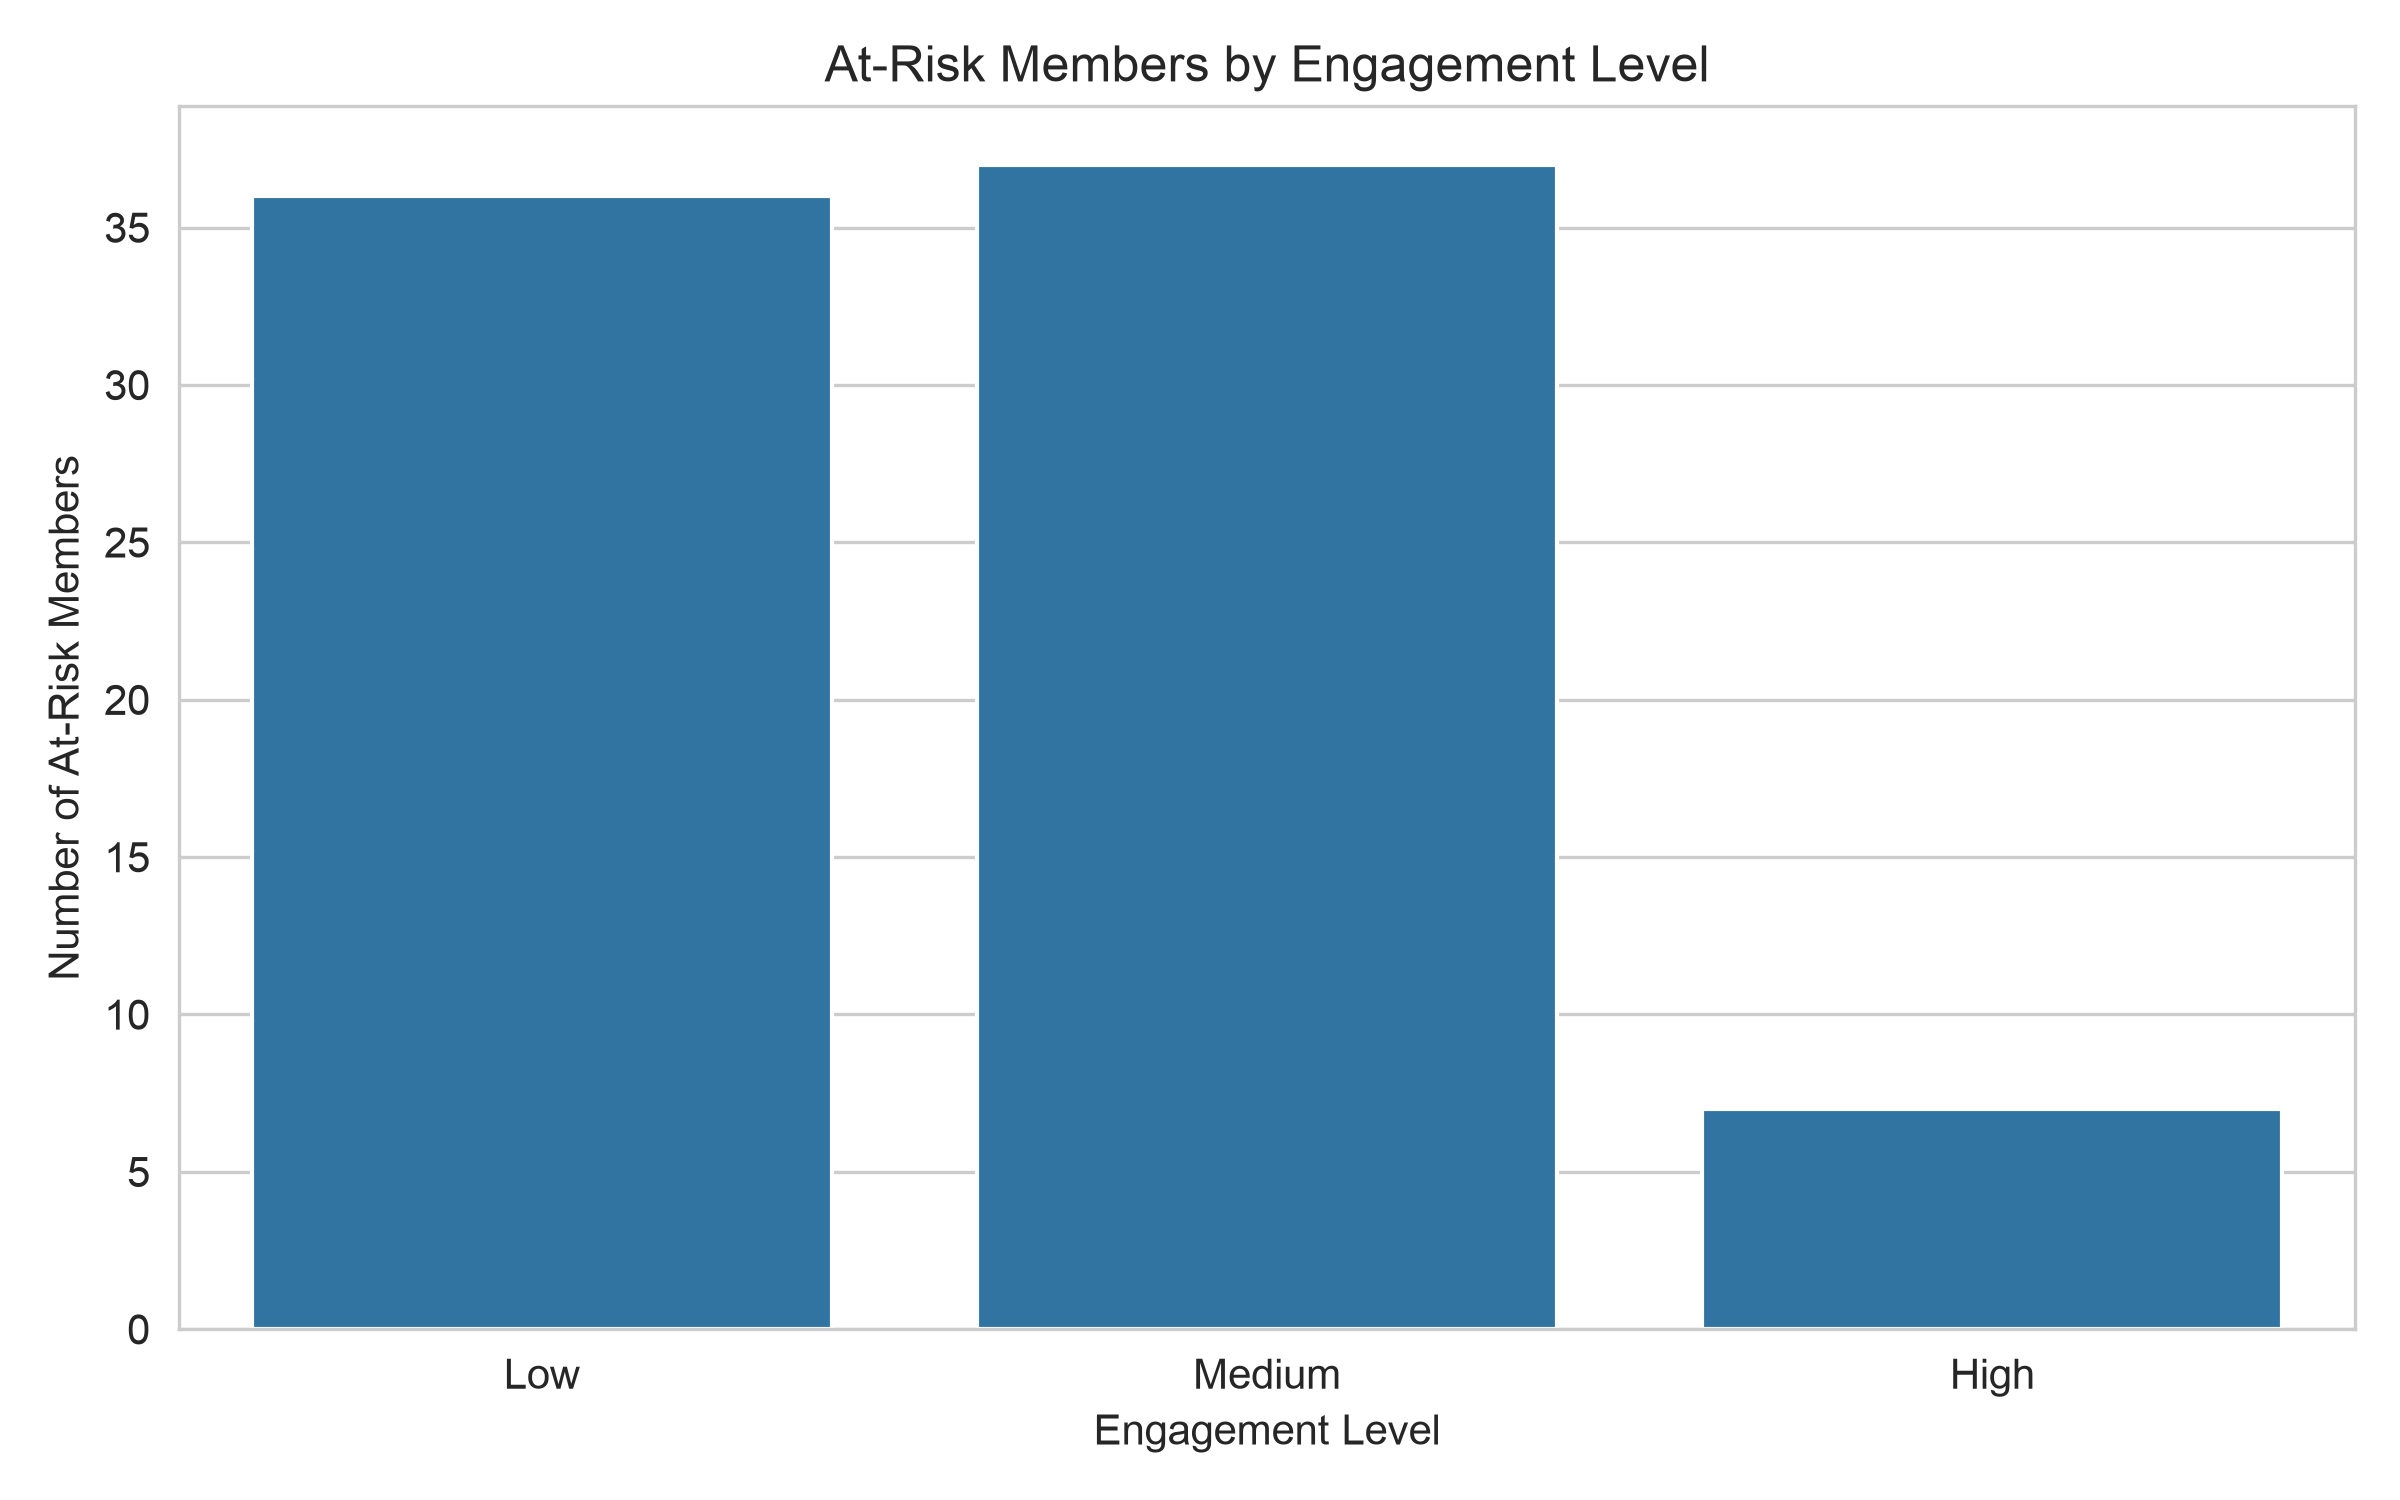 At-Risk Members by Engagement Level
Number of At-Risk Members
35
30
25
20
15
10
5
0
Low
Medium
High
Engagement Level